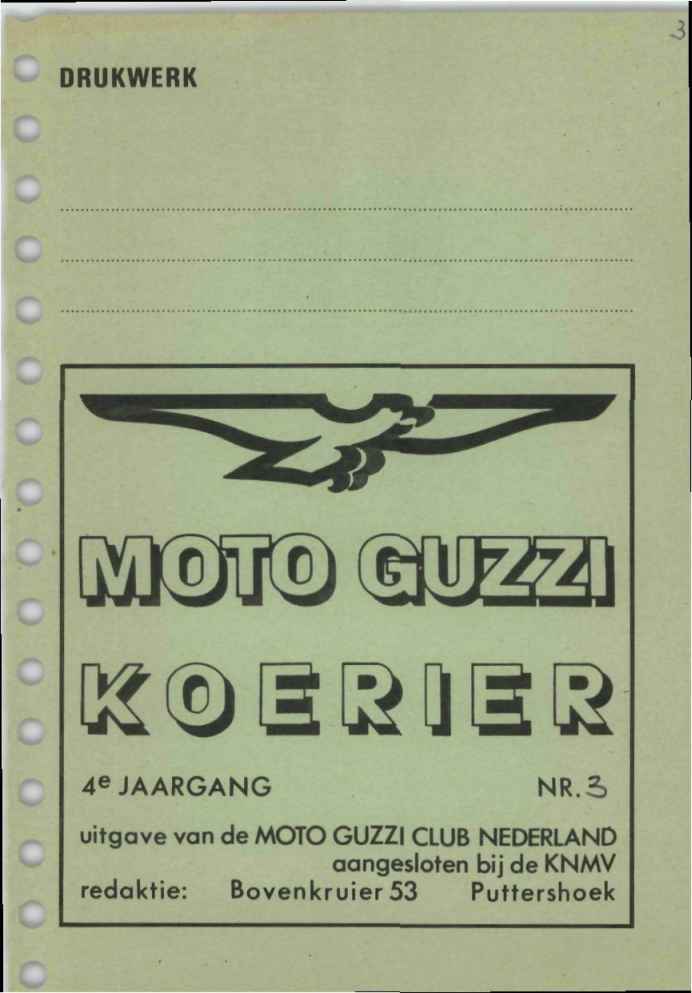 3
DRUKWERK
MOTO GUZZI
KOERIER
4e JAARGANG NR. 3
uitgave van de MOTO GUZZI CLUB NEDERLAND
aangesloten bij de KNMV
redaktie: Bovenkruier 53 Puttershoek